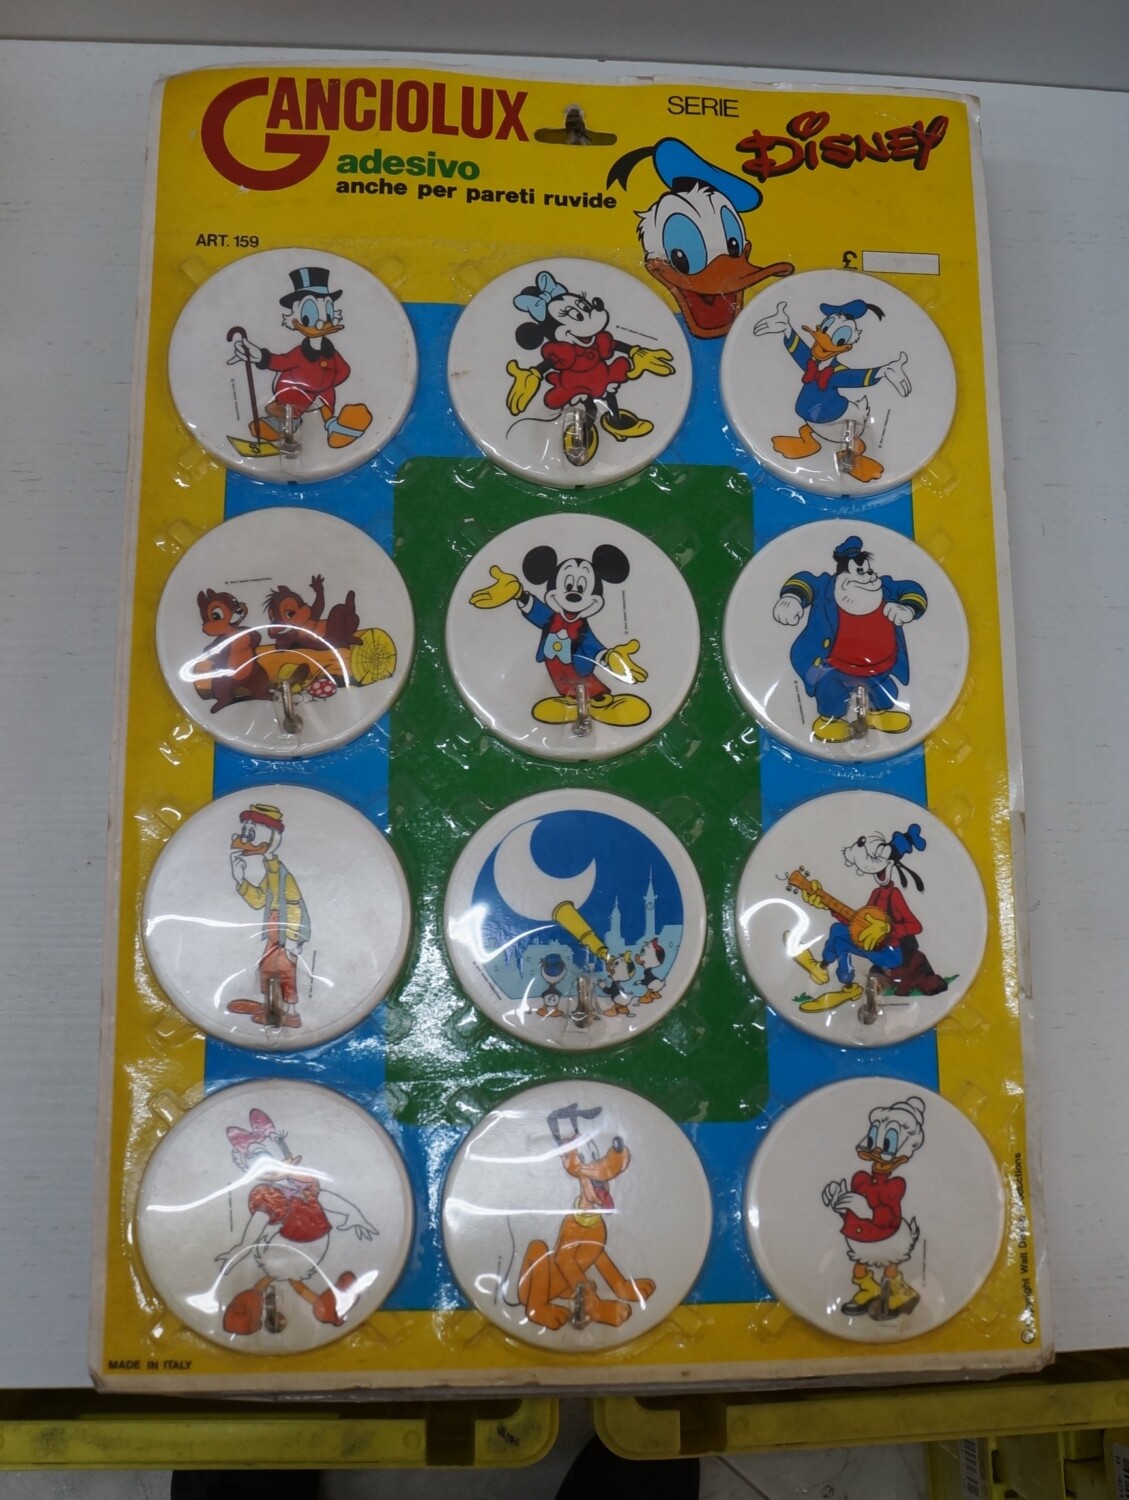 GANCIOLUX
adesivo
anche per pareti ruvide
SERIE
DISNEY
ART. 159
£
MADE IN ITALY